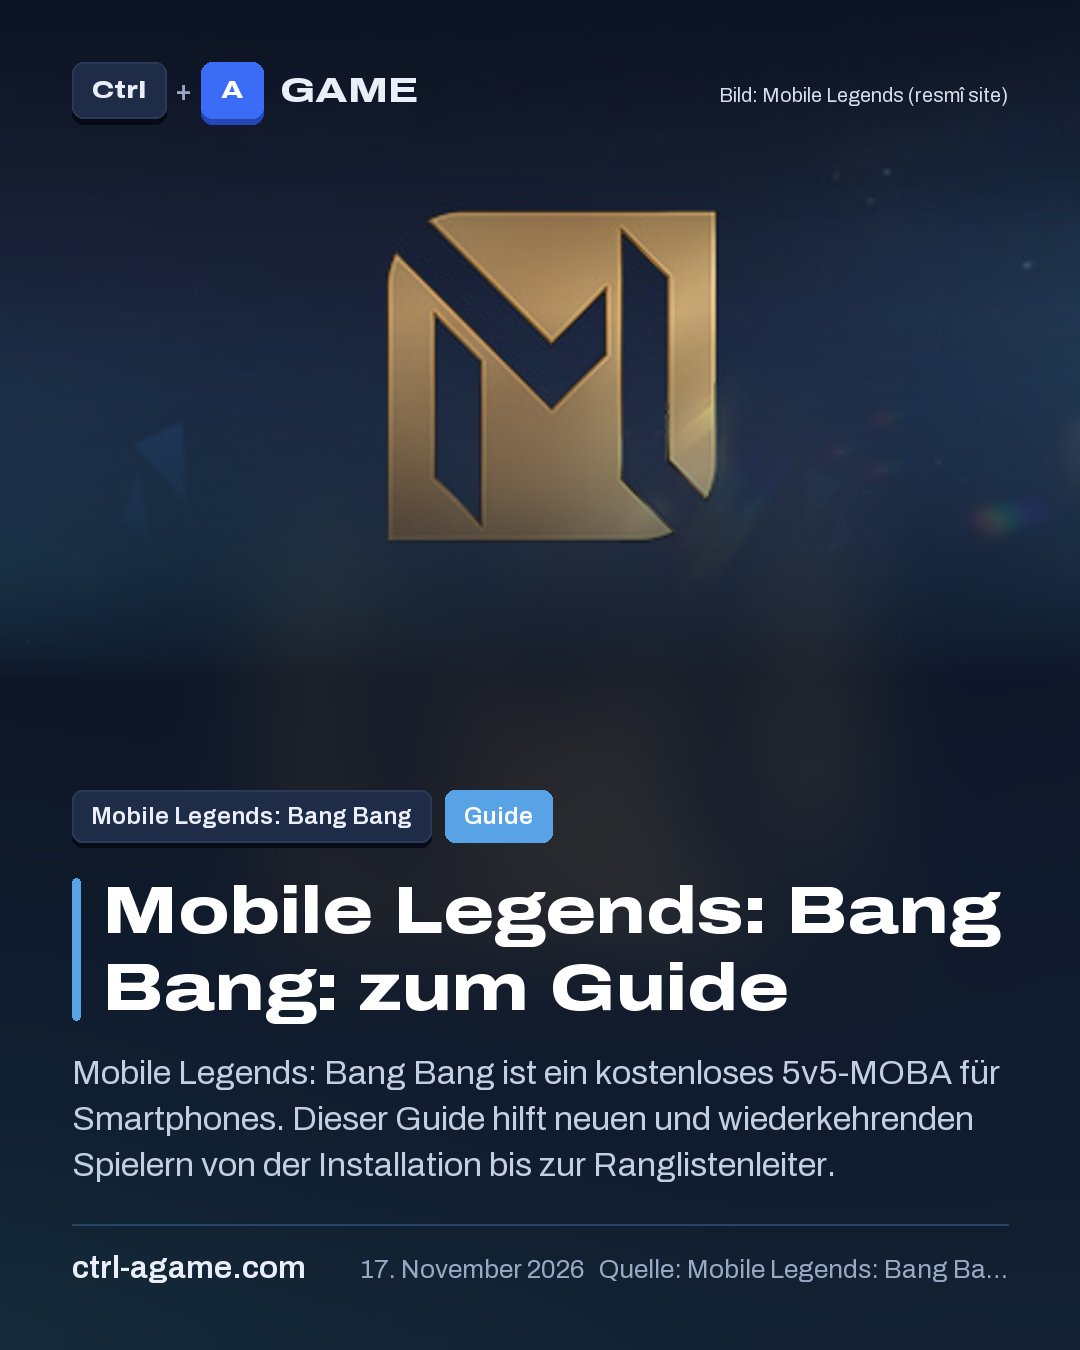 Ctrl + A GAME
Bild: Mobile Legends (resmî site)
Mobile Legends: Bang Bang
Guide
Mobile Legends: Bang
Bang: zum Guide
Mobile Legends: Bang Bang ist ein kostenloses 5v5-MOBA für
Smartphones. Dieser Guide hilft neuen und wiederkehrenden
Spielern von der Installation bis zur Ranglistenleiter.
ctrl-agame.com
17. November 2026 Quelle: Mobile Legends: Bang Ba...